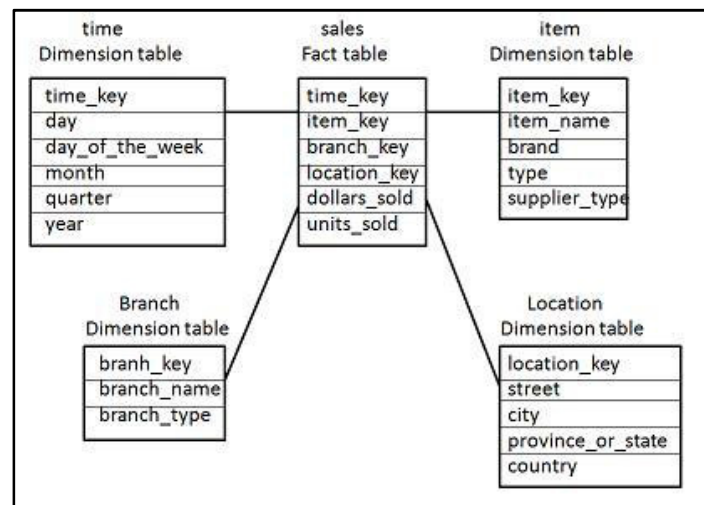 time
Dimension table
time_key
day
day_of_the_week
month
quarter
year
sales
Fact table
time_key
item_key
branch_key
location_key
dollars_sold
units_sold
item
Dimension table
item_key
item_name
brand
type
supplier_type
Branch
Dimension table
branh_key
branch_name
branch_type
Location
Dimension table
location_key
street
city
province_or_state
country